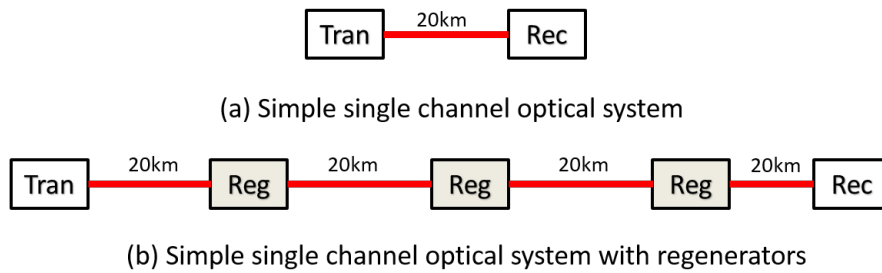 20km
Tran Rec
(a) Simple single channel optical system
20km 20km 20km 20km
Tran Reg Reg Reg Rec
(b) Simple single channel optical system with regenerators